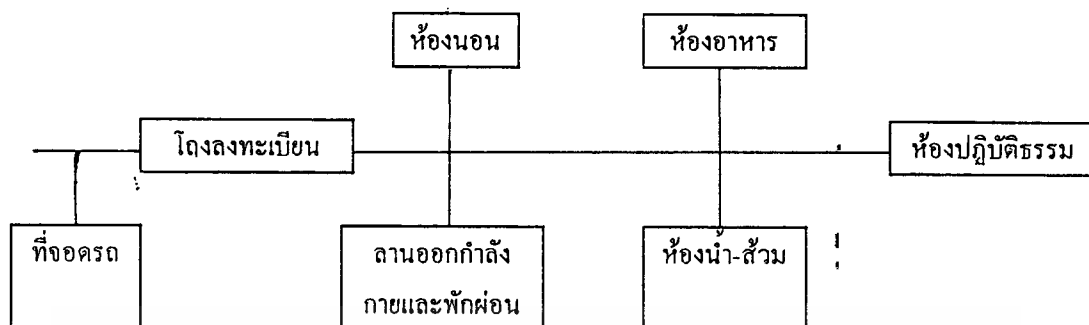 ห้องนอน
ห้องอาหาร
โถงลงทะเบียน
ห้องปฏิบัติธรรม
ที่จอดรถ
ลานออกกำลัง
กายและพักผ่อน
ห้องน้ำ-ส้วม